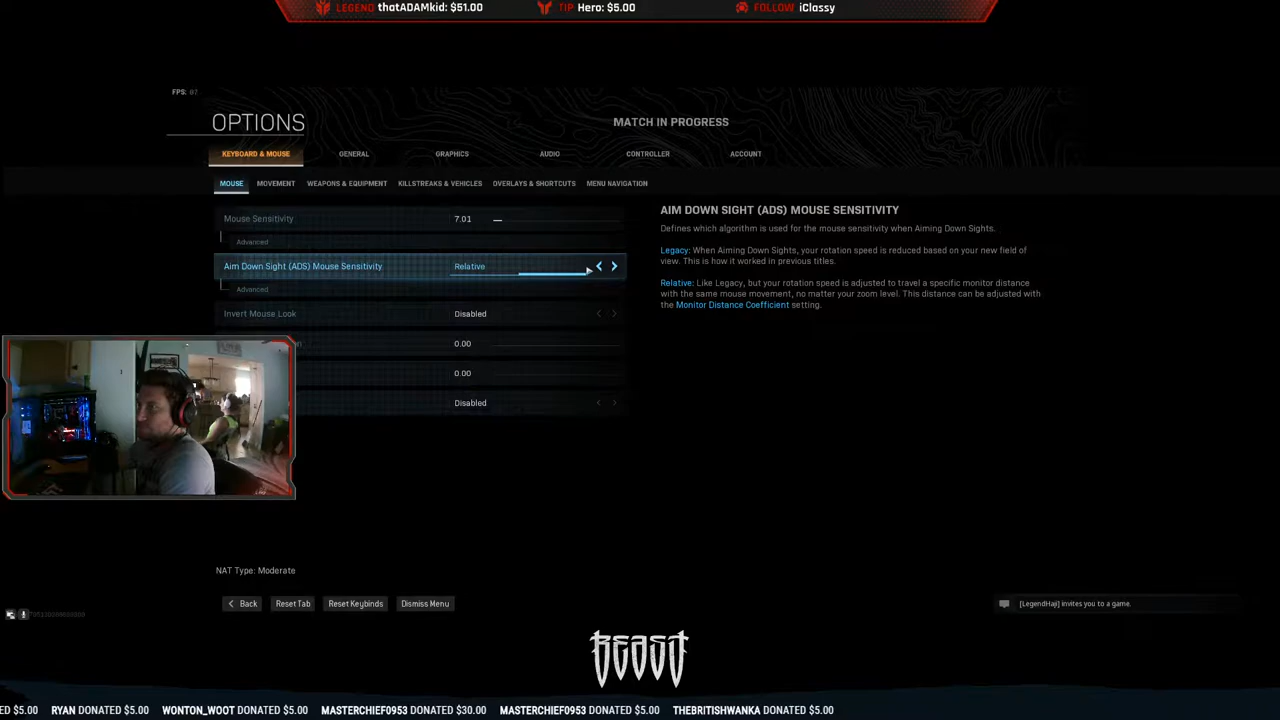 LEGEND thatADAMkid: $51.00 TIP Hero: $5.00 FOLLOW iClassy
FPS:
OPTIONS
MATCH IN PROGRESS
KEYBOARD & MOUSE GENERAL GRAPHICS AUDIO CONTROLLER ACCOUNT
MOUSE MOVEMENT WEAPONS & EQUIPMENT KILLSTREAKS & VEHICLES OVERLAYS & SHORTCUTS MENU NAVIGATION
Mouse Sensitivity 7.01
Advanced
Aim Down Sight (ADS) Mouse Sensitivity Relative
Advanced
Invert Mouse Look Disabled
0.00
0.00
Disabled
AIM DOWN SIGHT (ADS) MOUSE SENSITIVITY
Defines which algorithm is used for the mouse sensitivity when Aiming Down Sights.
Legacy: When Aiming Down Sights, your rotation speed is reduced based on your new field of
view. This is how it worked in previous titles.
Relative: Like Legacy, but your rotation speed is adjusted to travel a specific monitor distance
with the same mouse movement, no matter your zoom level. This distance can be adjusted with
the Monitor Distance Coefficient setting.
NAT Type: Moderate
Back Reset Tab Reset Keybinds Dismiss Menu
[LegendHaji] invites you to a game.
BEAST
ED $5.00 RYAN DONATED $5.00 WONTON_WOOT DONATED $5.00 MASTERCHIEF0953 DONATED $30.00 MASTERCHIEF0953 DONATED $5.00 THEBRITISHWANKA DONATED $5.00